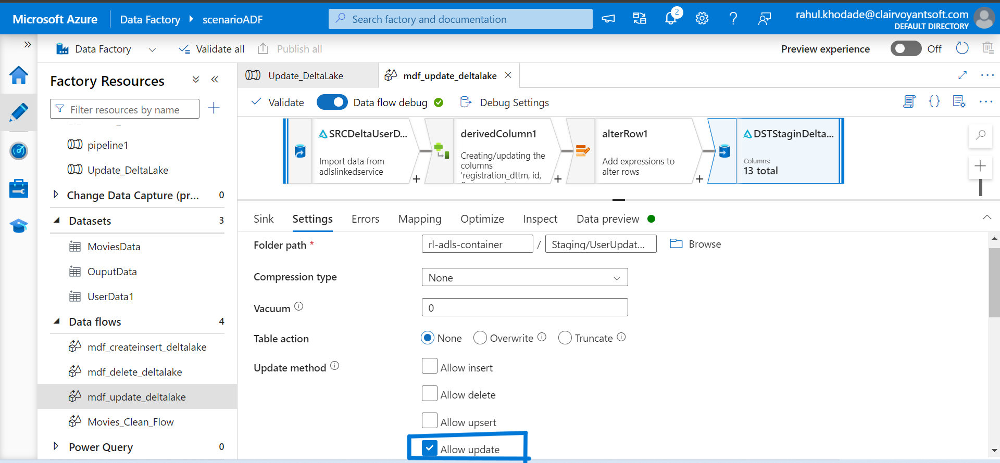 Microsoft Azure
Data Factory
scenarioADF
Search factory and documentation
2
rahul.khodade@clairvoyantsoft.com
DEFAULT DIRECTORY
Data Factory
Validate all
Publish all
Preview experience
Off
Factory Resources
Filter resources by name
pipeline1
Update_DeltaLake
Change Data Capture (pr... 0
Datasets 3
MoviesData
OuputData
UserData1
Data flows 4
mdf_createinsert_deltalake
mdf_delete_deltalake
mdf_update_deltalake
Movies_Clean_Flow
Power Query 0
Update_DeltaLake
mdf_update_deltalake
Validate
Data flow debug
Debug Settings
SRCDeltaUserD...
Import data from
adlslinkedservice
derivedColumn1
Creating/updating the
columns
'registration_dttm, id,
alterRow1
Add expressions to
alter rows
DSTStaginDelta...
Columns:
13 total
Sink
Settings
Errors
Mapping
Optimize
Inspect
Data preview
Folder path *
rl-adls-container / Staging/UserUpdat...
Browse
Compression type
None
Vacuum
0
Table action
None
Overwrite
Truncate
Update method
Allow insert
Allow delete
Allow upsert
Allow update